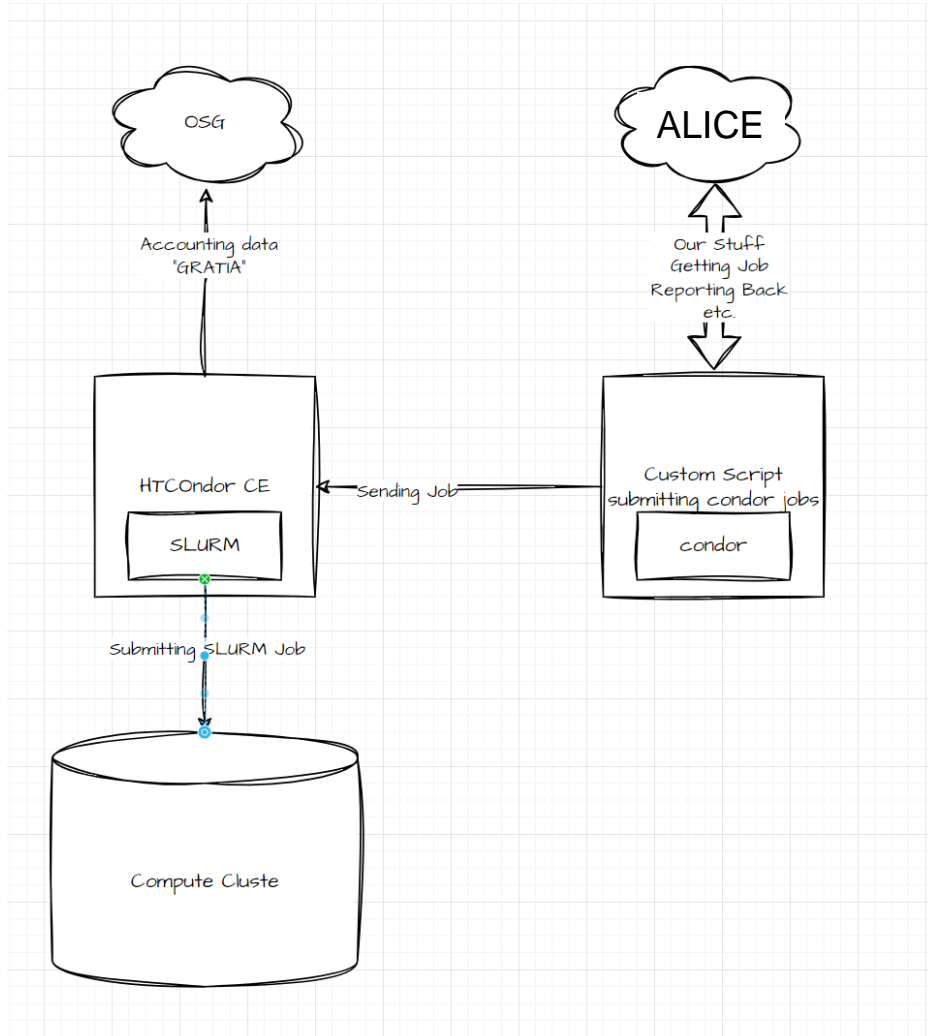 OSG
ALICE
Accounting data
"GRATIA"
Our Stuff
Getting Job
Reporting Back
etc.
HTCOndor CE
SLURM
Sending Job
Custom Script
submitting condor jobs
condor
Submitting SLURM Job
Compute Cluste